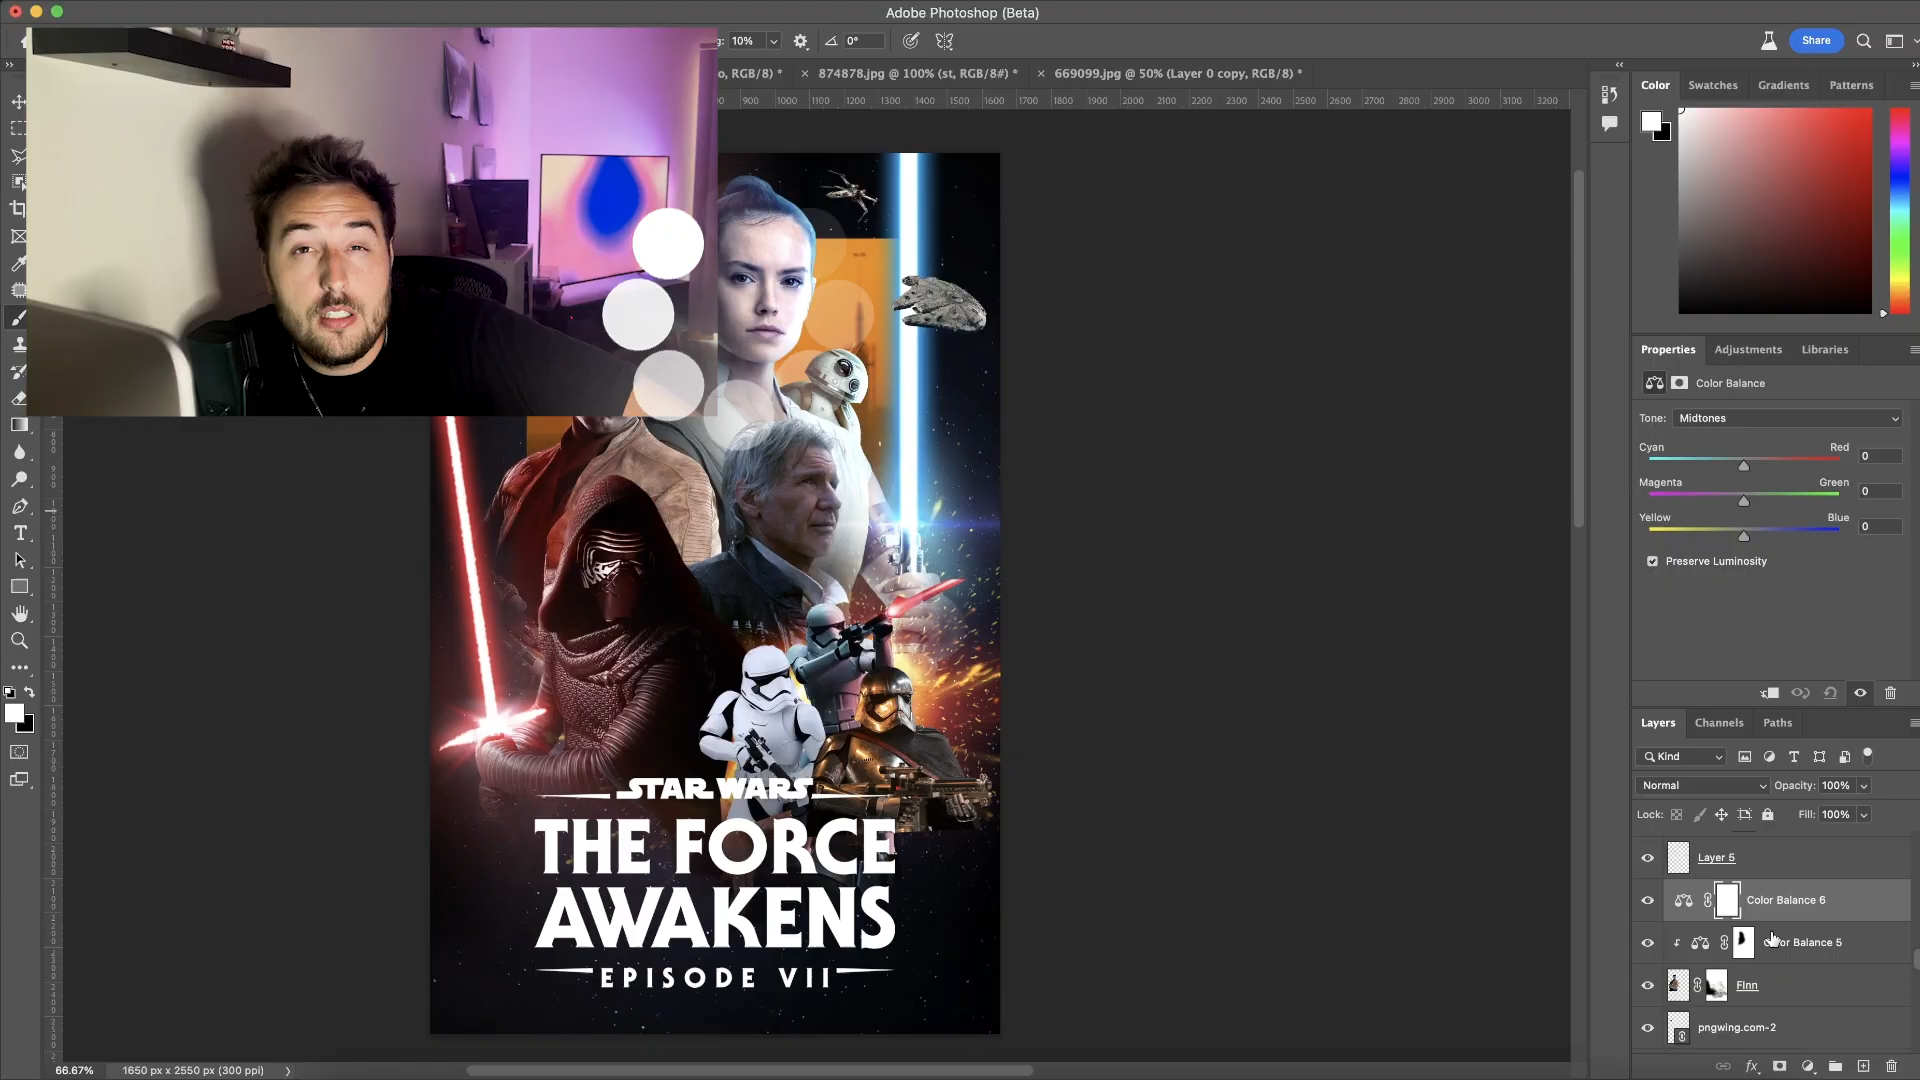 Adobe Photoshop (Beta)
10%
0°
Share
RGB/8) *
874878.jpg @ 100% (st, RGB/8#) *
669099.jpg @ 50% (Layer 0 copy, RGB/8) *
900 1000 1100 1200 1300 1400 1500 1600 1700 1800 1900 2000 2100 2200 2300 2400 2500 2600 2700 2800 2900 3000 3100 3200
NEW YORK
Color Swatches Gradients Patterns
Properties Adjustments Libraries
Color Balance
Tone: Midtones
Cyan Red 0
Magenta Green 0
Yellow Blue 0
Preserve Luminosity
Layers Channels Paths
Kind
Normal Opacity: 100%
Lock: Fill: 100%
Layer 5
Color Balance 6
Color Balance 5
FInn
pngwing.com-2
STAR WARS
THE FORCE
AWAKENS
EPISODE VII
66.67% 1650 px x 2550 px (300 ppi)